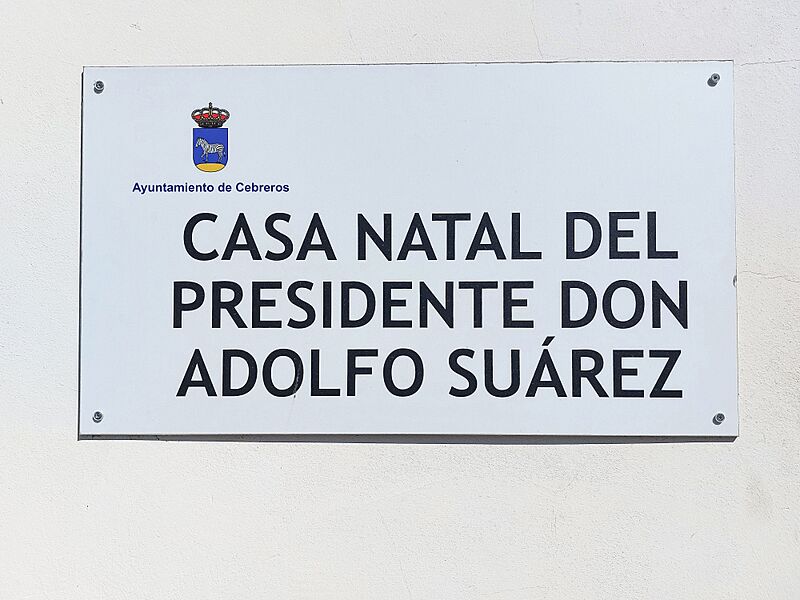 Ayuntamiento de Cebreros
CASA NATAL DEL
PRESIDENTE DON
ADOLFO SUÁREZ